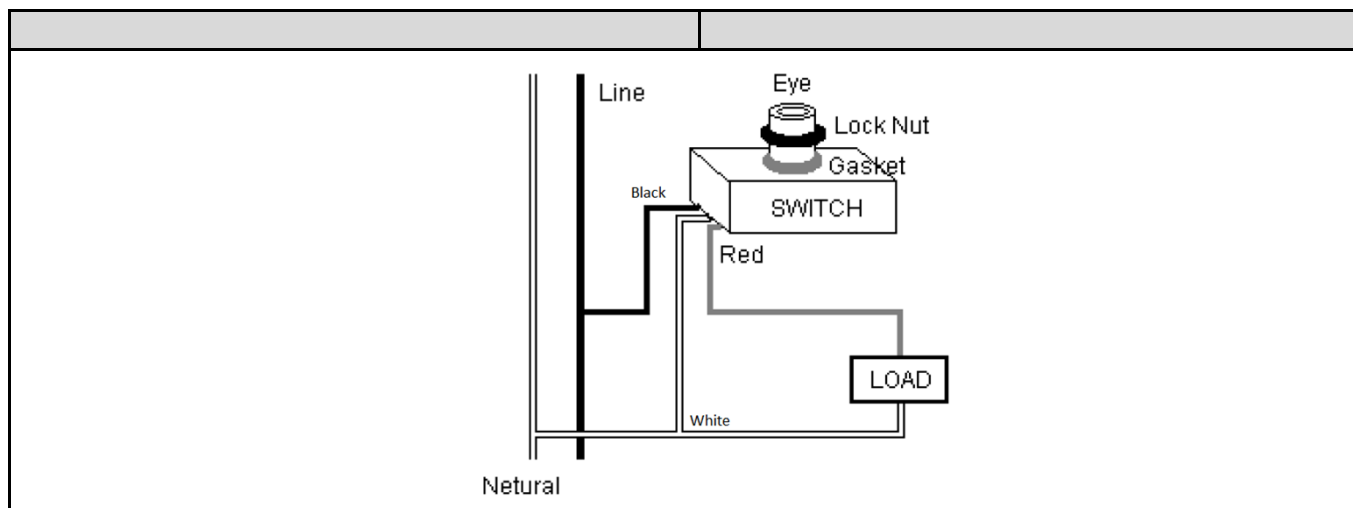 Eye
Line
Lock Nut
Gasket
Black
SWITCH
Red
LOAD
White
Netural